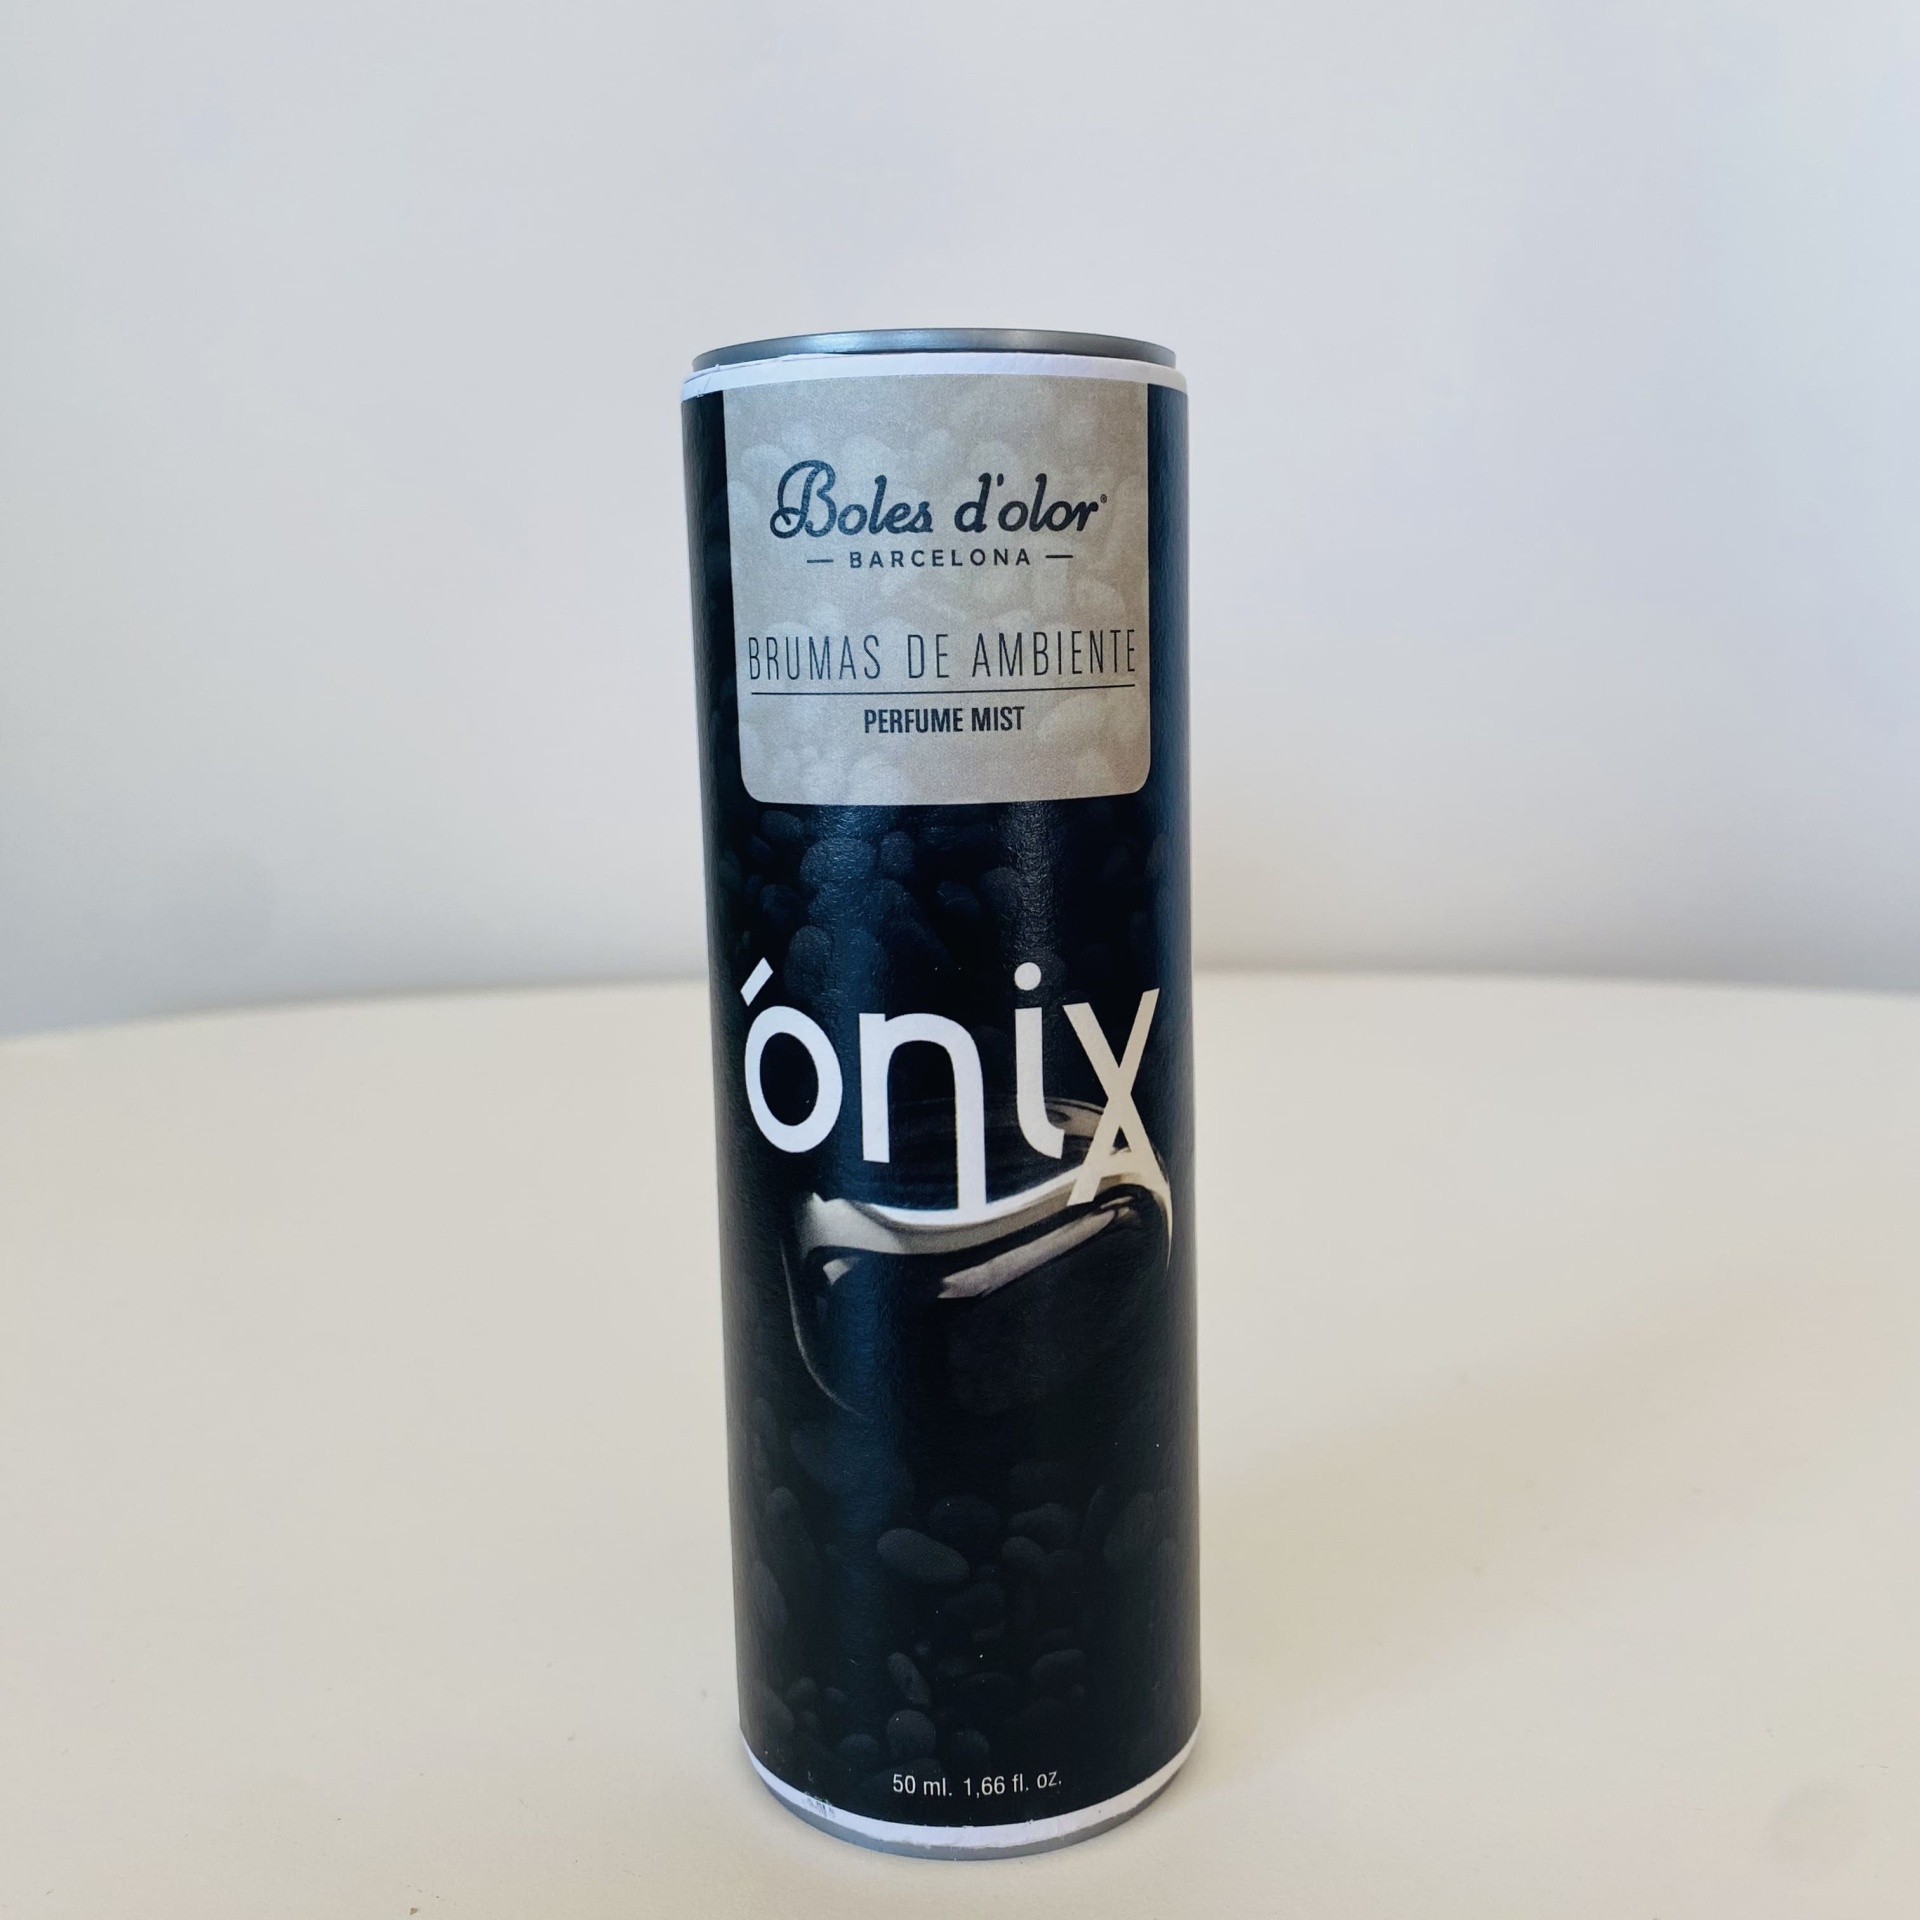 Boles d'olor®
— BARCELONA —
BRUMAS DE AMBIENTE
PERFUME MIST
ónix
50 ml. 1,66 fl. oz.